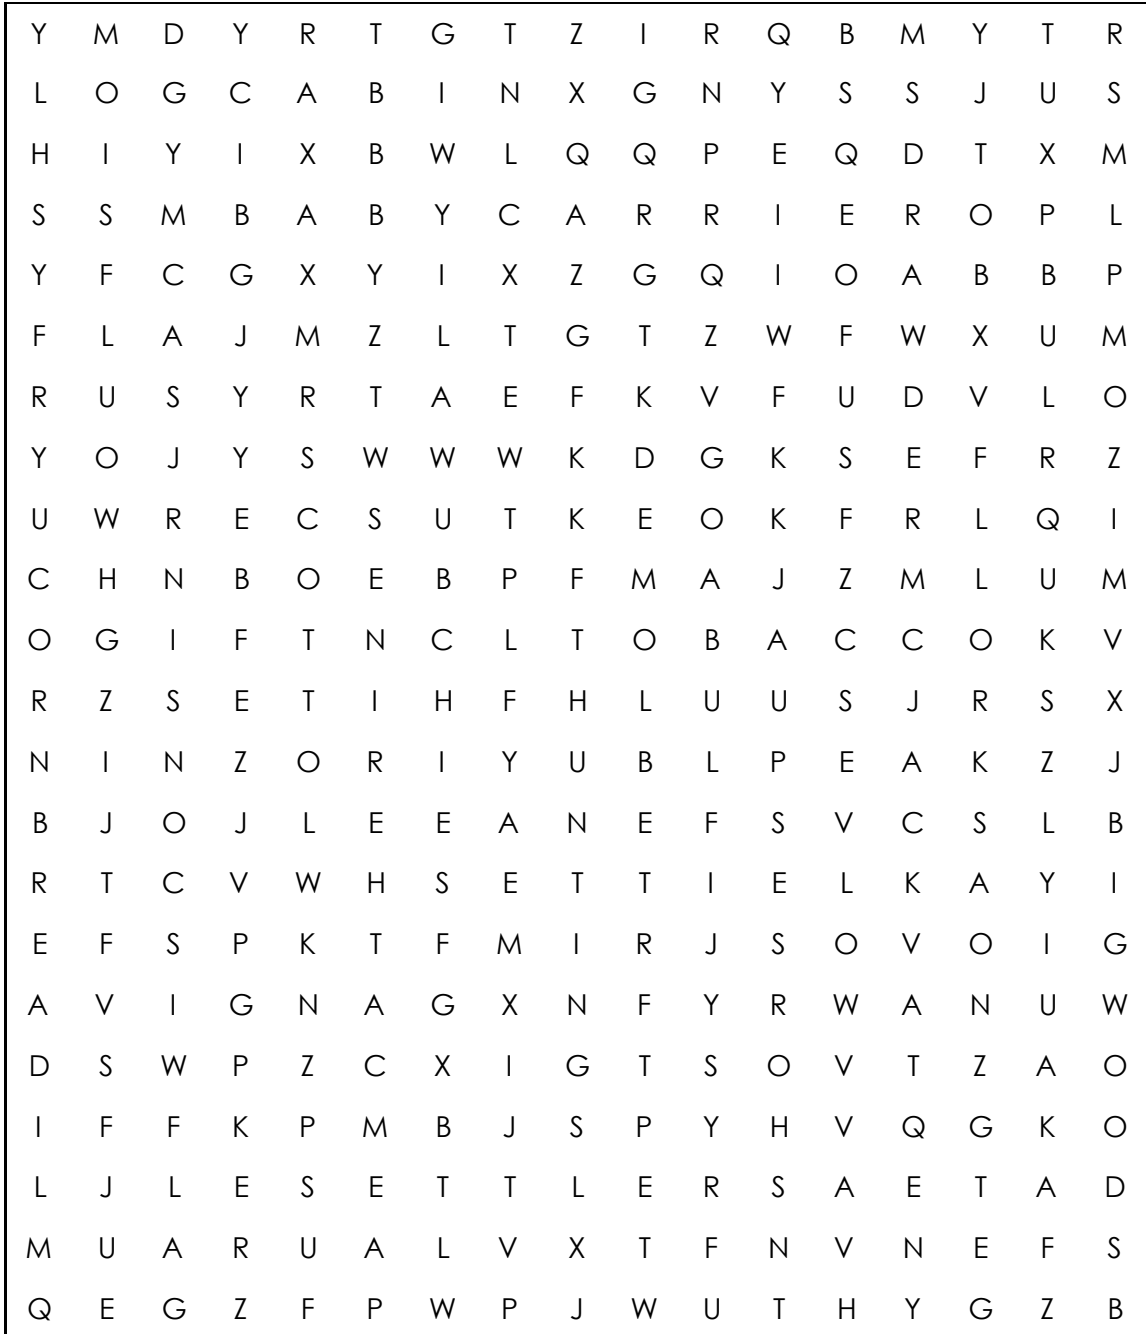 Y M D Y R T G T Z I R Q B M Y T R
L O G C A B I N X G N Y S S J U S
H I Y I X B W L Q Q P E Q D T X M
S S M B A B Y C A R R I E R O P L
Y F C G X Y I X Z G Q I O A B B P
F L A J M Z L T G T Z W F W X U M
R U S Y R T A E F K V F U D V L O
Y O J Y S W W W K D G K S E F R Z
U W R E C S U T K E O K F R L Q I
C H N B O E B P F M A J Z M L U M
O G I F T N C L T O B A C C O K V
R Z S E T I H F H L U U S J R S X
N I N Z O R I Y U B L P E A K Z J
B J O J L E E A N E F S V C S L B
R T C V W H S E T T I E L K A Y I
E F S P K T F M I R J S O V O I G
A V I G N A G X N F Y R W A N U W
D S W P Z C X I G T S O V T Z A O
I F F K P M B J S P Y H V Q G K O
L J L E S E T T L E R S A E T A D
M U A R U A L V X T F N V N E F S
Q E G Z F P W P J W U T H Y G Z B